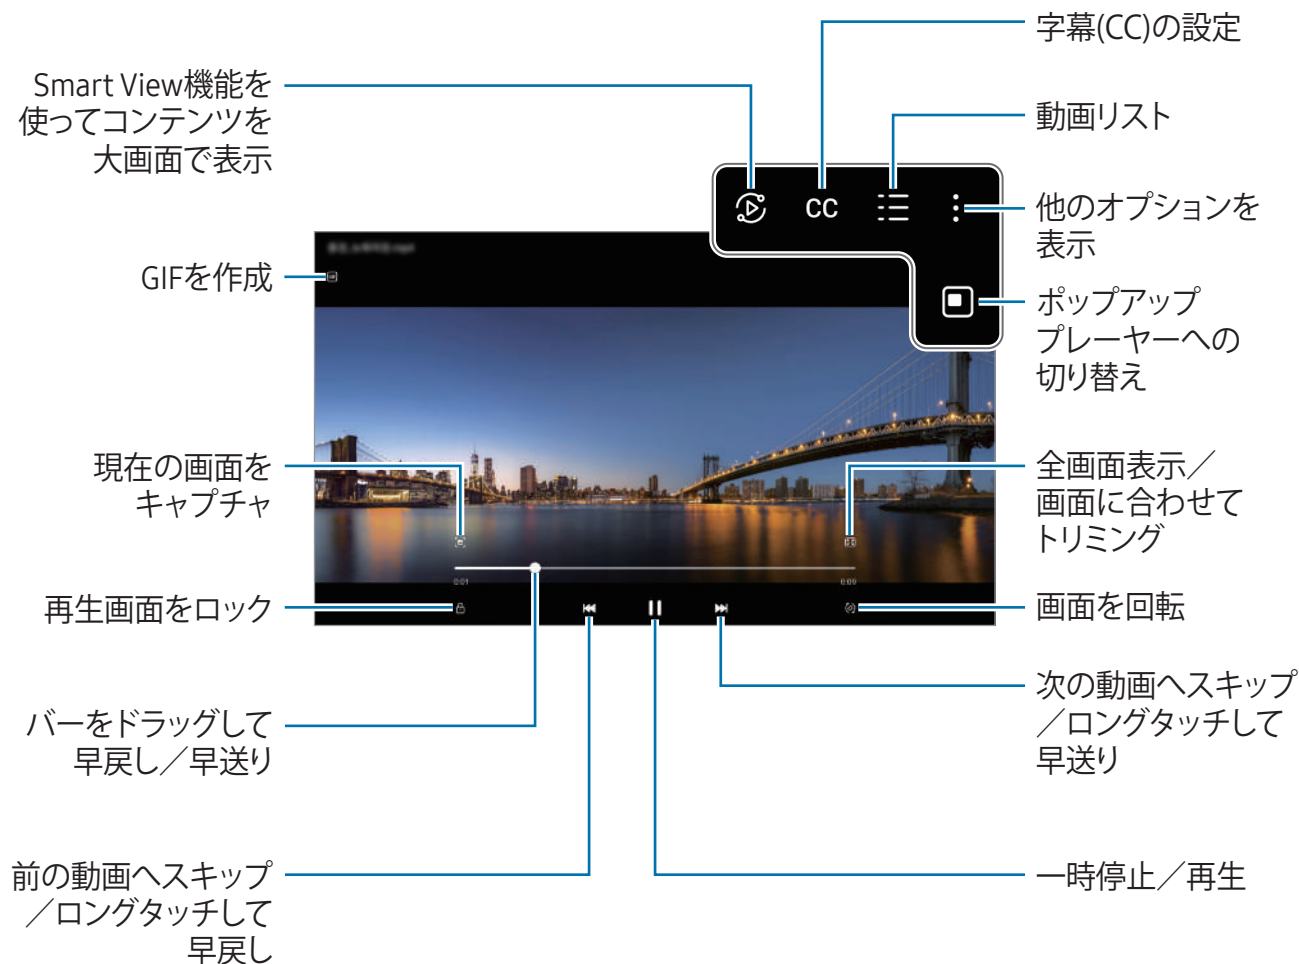 字幕(CC)の設定
Smart View機能を
使ってコンテンツを
大画面で表示
動画リスト
CC
他のオプションを
表示
GIFを作成
ポップアップ
プレーヤーへの
切り替え
現在の画面を
キャプチャ
全画面表示／
画面に合わせて
トリミング
0:01
0:09
再生画面をロック
画面を回転
バーをドラッグして
早戻し／早送り
次の動画へスキップ
／ロングタッチして
早送り
前の動画へスキップ
／ロングタッチして
早戻し
一時停止／再生